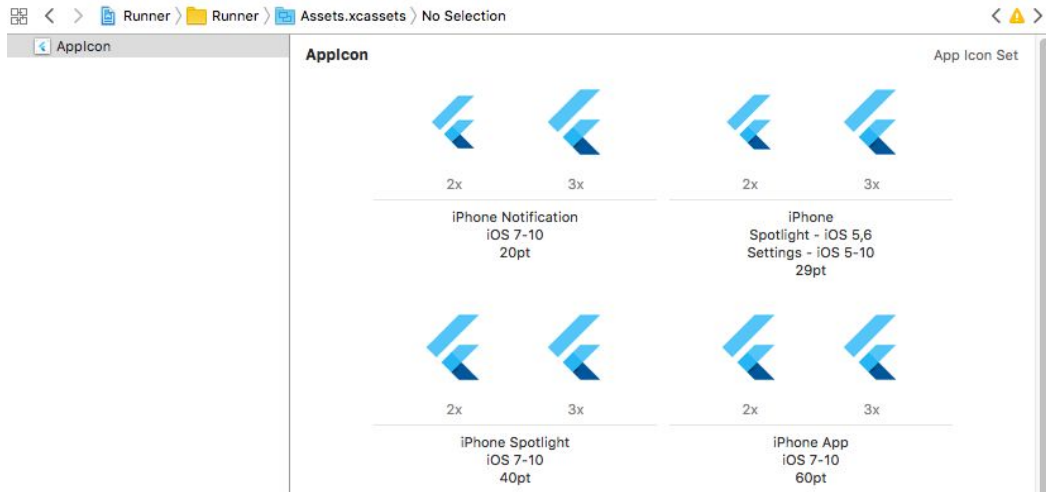 Runner Runner Assets.xcassets No Selection
AppIcon
AppIcon
App Icon Set
2x 3x 2x 3x
iPhone Notification
iOS 7-10
20pt
iPhone
Spotlight - iOS 5,6
Settings - iOS 5-10
29pt
2x 3x 2x 3x
iPhone Spotlight
iOS 7-10
40pt
iPhone App
iOS 7-10
60pt